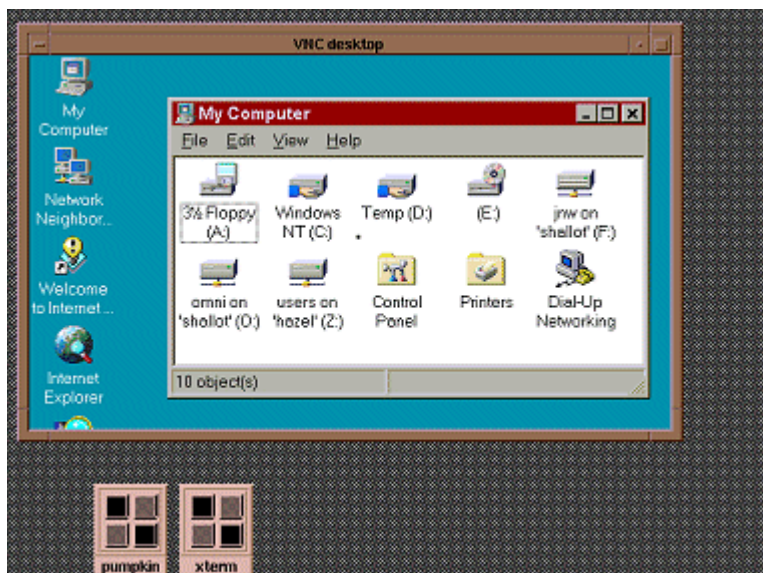 VNC desktop
My
Computer
Network
Neighbor...
Welcome
to Internet ...
Internet
Explorer
My Computer
File Edit View Help
3½ Floppy
(A:)
Windows
NT (C:)
Temp (D:)
(E:)
jnw on
'shallot' (F:)
omni on
'shallot' (O:)
users on
'hazel' (Z:)
Control
Panel
Printers
Dial-Up
Networking
10 object(s)
pumpkin
xterm